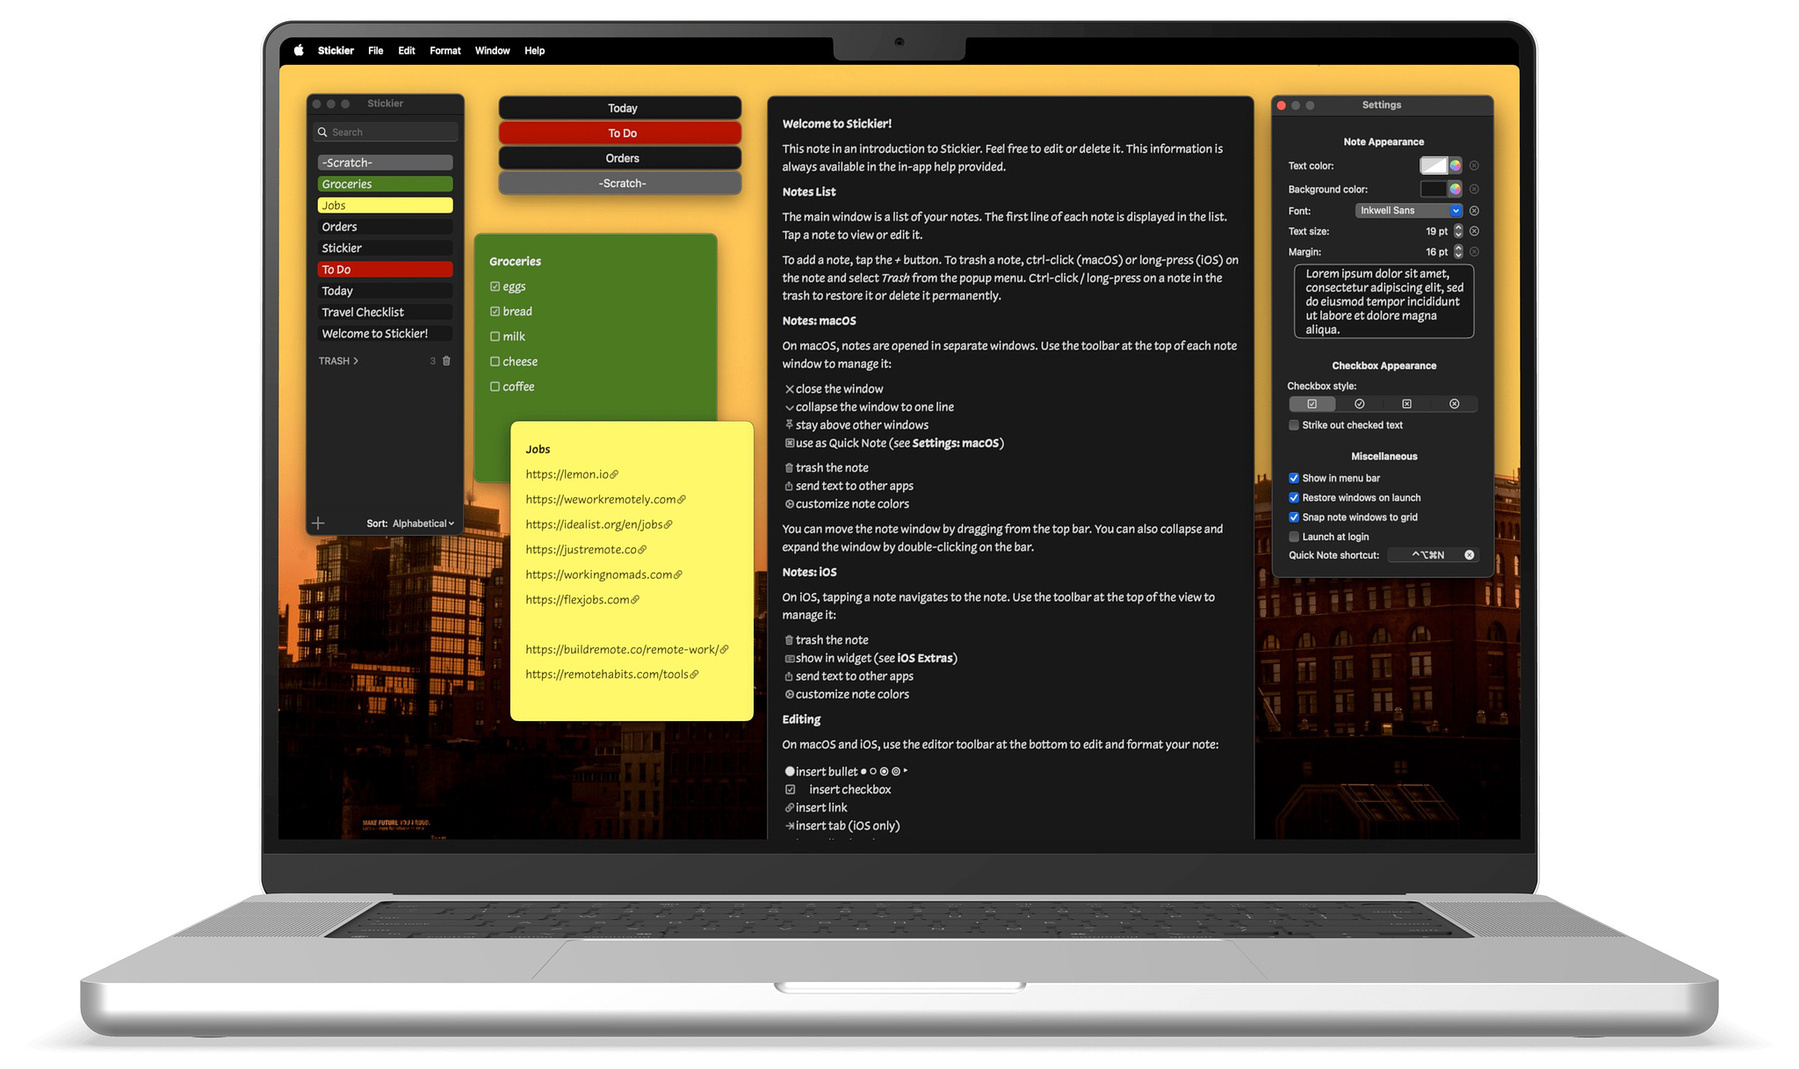 Stickier File Edit Format Window Help
Stickier
Search
-Scratch-
Groceries
Jobs
Orders
Stickier
To Do
Today
Travel Checklist
Welcome to Stickier!
TRASH 3
Sort: Alphabetical
Today
To Do
Orders
-Scratch-
Groceries
eggs
bread
milk
cheese
coffee
Jobs
https://lemon.io
https://weworkremotely.com
https://idealist.org/en/jobs
https://justremote.co
https://workingnomads.com
https://flexjobs.com
https://buildremote.co/remote-work/
https://remotehabits.com/tools
Welcome to Stickier!
This note in an introduction to Stickier. Feel free to edit or delete it. This information is
always available in the in-app help provided.
Notes List
The main window is a list of your notes. The first line of each note is displayed in the list.
Tap a note to view or edit it.
To add a note, tap the + button. To trash a note, ctrl-click (macOS) or long-press (iOS) on
the note and select Trash from the popup menu. Ctrl-click / long-press on a note in the
trash to restore it or delete it permanently.
Notes: macOS
On macOS, notes are opened in separate windows. Use the toolbar at the top of each note
window to manage it:
close the window
collapse the window to one line
stay above other windows
use as Quick Note (see Settings: macOS)
trash the note
send text to other apps
customize note colors
You can move the note window by dragging from the top bar. You can also collapse and
expand the window by double-clicking on the bar.
Notes: iOS
On iOS, tapping a note navigates to the note. Use the toolbar at the top of the view to
manage it:
trash the note
show in widget (see iOS Extras)
send text to other apps
customize note colors
Editing
On macOS and iOS, use the editor toolbar at the bottom to edit and format your note:
insert bullet
insert checkbox
insert link
insert tab (iOS only)
Settings
Note Appearance
Text color:
Background color:
Font: Inkwell Sans
Text size: 19 pt
Margin: 16 pt
Lorem ipsum dolor sit amet,
consectetur adipiscing elit, sed
do eiusmod tempor incididunt
ut labore et dolore magna
aliqua.
Checkbox Appearance
Checkbox style:
Strike out checked text
Miscellaneous
Show in menu bar
Restore windows on launch
Snap note windows to grid
Launch at login
Quick Note shortcut: ^⌥⌘N